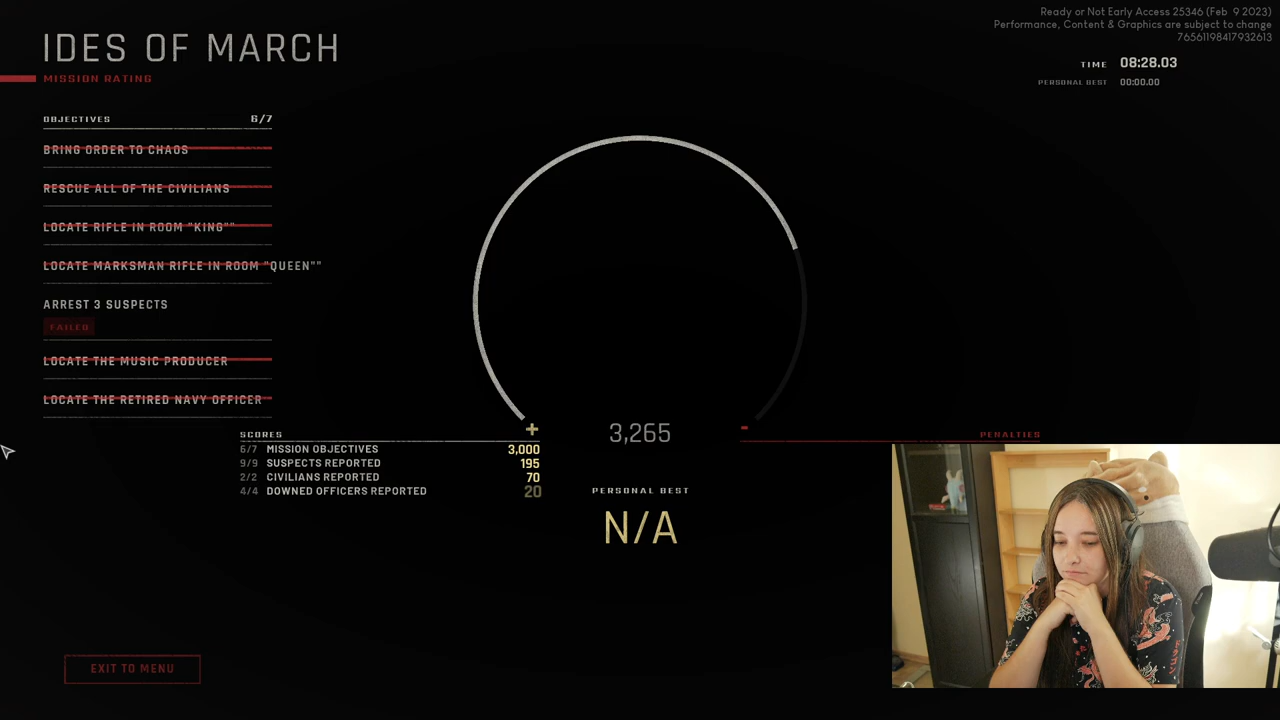 Ready or Not Early Access 25346 (Feb 9 2023)
Performance, Content & Graphics are subject to change
76561198417932613
IDES OF MARCH
MISSION RATING
TIME 08:28.03
PERSONAL BEST 00:00.00
OBJECTIVES 6/7
BRING ORDER TO CHAOS
RESCUE ALL OF THE CIVILIANS
LOCATE RIFLE IN ROOM "KING""
LOCATE MARKSMAN RIFLE IN ROOM "QUEEN""
ARREST 3 SUSPECTS
FAILED
LOCATE THE MUSIC PRODUCER
LOCATE THE RETIRED NAVY OFFICER
SCORES +
6/7 MISSION OBJECTIVES 3,000
9/9 SUSPECTS REPORTED 195
2/2 CIVILIANS REPORTED 70
4/4 DOWNED OFFICERS REPORTED 20
3,265
- PENALTIES
PERSONAL BEST
N/A
EXIT TO MENU